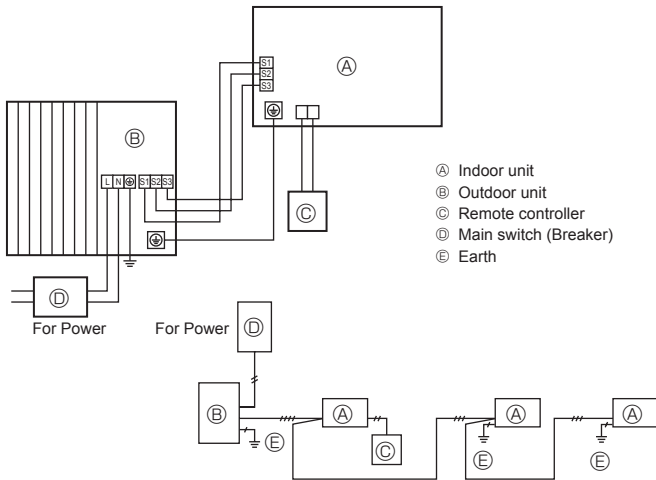 S1
S2
S3
Ⓐ
Ⓑ
L N S1 S2 S3
Ⓒ
Ⓐ Indoor unit
Ⓑ Outdoor unit
Ⓒ Remote controller
Ⓓ Main switch (Breaker)
Ⓔ Earth
Ⓓ
For Power
For Power
Ⓓ
Ⓑ
Ⓔ
Ⓐ
Ⓒ
Ⓐ
Ⓔ
Ⓐ
Ⓔ